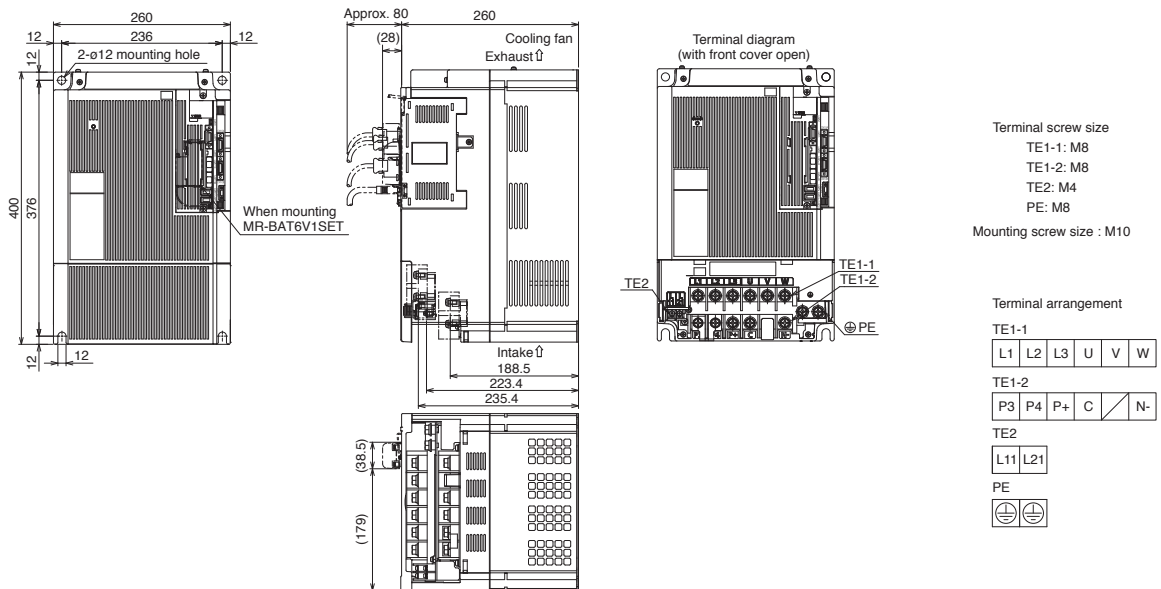 260
12
236
12
2-ø12 mounting hole
12
400
376
When mounting
MR-BAT6V1SET
12
12
Approx. 80
260
(28)
Cooling fan
Exhaust⇧
Intake⇧
188.5
223.4
235.4
(38.5)
(179)
Terminal diagram
(with front cover open)
L1 L2 L3 U V W
TE1-1
TE2
TE1-2
PE
Terminal screw size
TE1-1: M8
TE1-2: M8
TE2: M4
PE: M8
Mounting screw size : M10
Terminal arrangement
TE1-1
L1 L2 L3 U V W
TE1-2
P3 P4 P+ C N-
TE2
L11 L21
PE